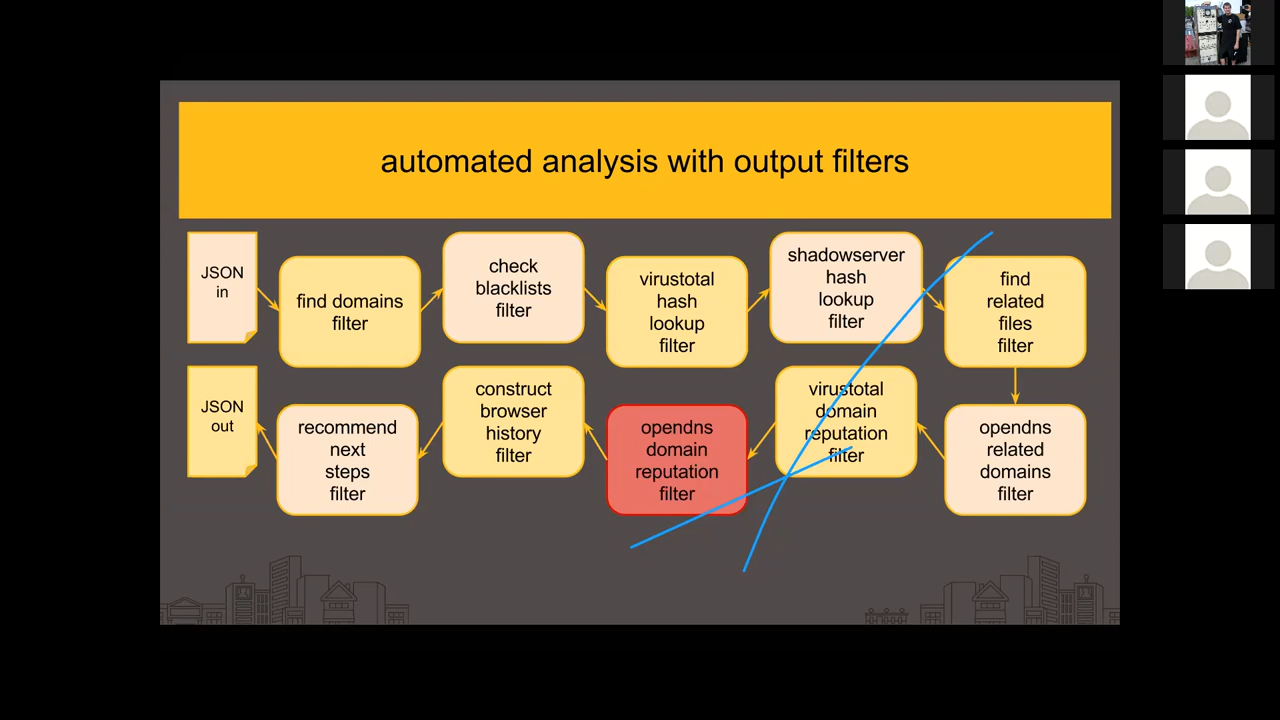 automated analysis with output filters
JSON
in
find domains
filter
check
blacklists
filter
virustotal
hash
lookup
filter
shadowserver
hash
lookup
filter
find
related
files
filter
opendns
related
domains
filter
virustotal
domain
reputation
filter
opendns
domain
reputation
filter
construct
browser
history
filter
recommend
next
steps
filter
JSON
out